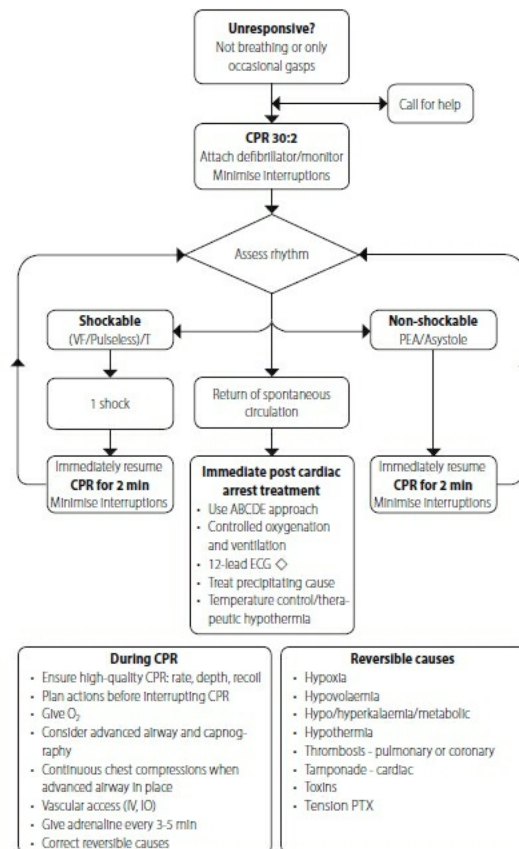 Unresponsive?
Not breathing or only
occasional gasps
Call for help
CPR 30:2
Attach defibrillator/monitor
Minimise interruptions
Assess rhythm
Shockable
(VF/Pulseless)/T
Non-shockable
PEA/Asystole
1 shock
Return of spontaneous
circulation
Immediately resume
CPR for 2 min
Minimise interruptions
Immediate post cardiac
arrest treatment
• Use ABCDE approach
• Controlled oxygenation
and ventilation
• 12-lead ECG ◇
• Treat precipitating cause
• Temperature control/thera-
peutic hypothermia
Immediately resume
CPR for 2 min
Minimise interruptions
During CPR
• Ensure high-quality CPR: rate, depth, recoil
• Plan actions before interrupting CPR
• Give O₂
• Consider advanced airway and capnog-
raphy
• Continuous chest compressions when
advanced airway in place
• Vascular access (IV, IO)
• Give adrenaline every 3-5 min
• Correct reversible causes
Reversible causes
• Hypoxia
• Hypovolaemia
• Hypo/hyperkalaemia/metabolic
• Hypothermia
• Thrombosis - pulmonary or coronary
• Tamponade - cardiac
• Toxins
• Tension PTX